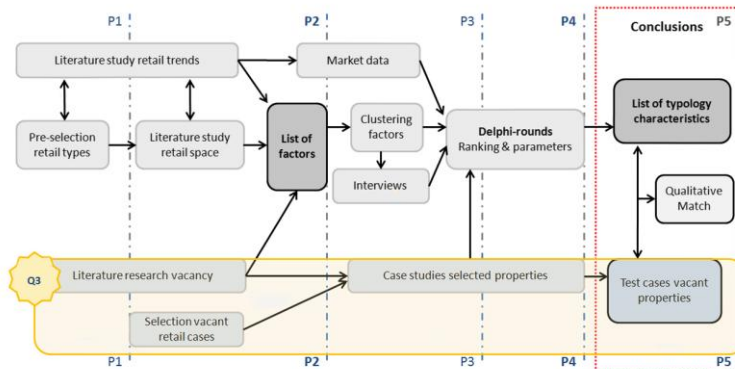 P1 P2 P3 P4 P5
Conclusions
Literature study retail trends
Market data
Pre-selection
retail types
Literature study
retail space
List of
factors
Clustering
factors
Interviews
Delphi-rounds
Ranking & parameters
List of typology
characteristics
Qualitative
Match
Q3
Literature research vacancy
Case studies selected properties
Test cases vacant
properties
Selection vacant
retail cases
P1 P2 P3 P4 P5